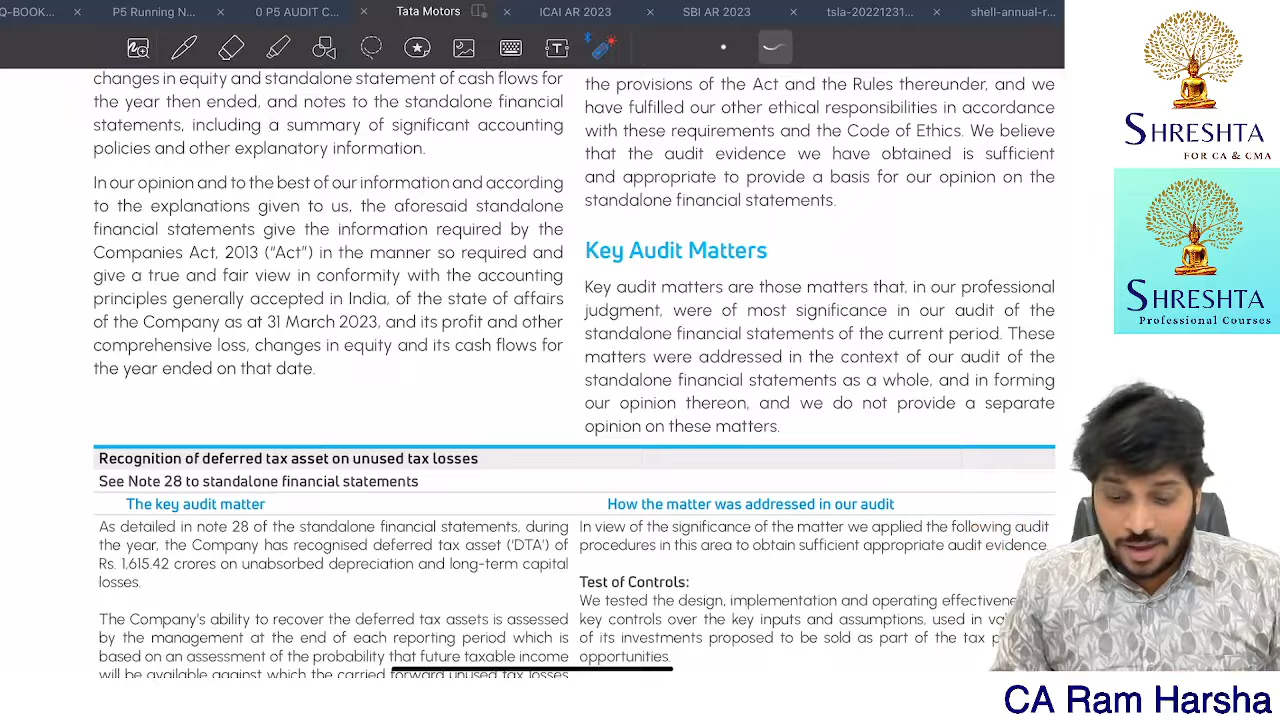 Q-BOOK...
P5 Running N...
0 P5 AUDIT C...
Tata Motors
ICAI AR 2023
SBI AR 2023
tsla-20221231...
shell-annual-r...
changes in equity and standalone statement of cash flows for
the year then ended, and notes to the standalone financial
statements, including a summary of significant accounting
policies and other explanatory information.
In our opinion and to the best of our information and according
to the explanations given to us, the aforesaid standalone
financial statements give the information required by the
Companies Act, 2013 (“Act”) in the manner so required and
give a true and fair view in conformity with the accounting
principles generally accepted in India, of the state of affairs
of the Company as at 31 March 2023, and its profit and other
comprehensive loss, changes in equity and its cash flows for
the year ended on that date.
the provisions of the Act and the Rules thereunder, and we
have fulfilled our other ethical responsibilities in accordance
with these requirements and the Code of Ethics. We believe
that the audit evidence we have obtained is sufficient
and appropriate to provide a basis for our opinion on the
standalone financial statements.
Key Audit Matters
Key audit matters are those matters that, in our professional
judgment, were of most significance in our audit of the
standalone financial statements of the current period. These
matters were addressed in the context of our audit of the
standalone financial statements as a whole, and in forming
our opinion thereon, and we do not provide a separate
opinion on these matters.
Recognition of deferred tax asset on unused tax losses
See Note 28 to standalone financial statements
The key audit matter
As detailed in note 28 of the standalone financial statements, during
the year, the Company has recognised deferred tax asset (‘DTA’) of
Rs. 1,615.42 crores on unabsorbed depreciation and long-term capital
losses.
The Company’s ability to recover the deferred tax assets is assessed
by the management at the end of each reporting period which is
based on an assessment of the probability that future taxable income
will be available against which the carried forward unused tax losses
How the matter was addressed in our audit
In view of the significance of the matter we applied the following audit
procedures in this area to obtain sufficient appropriate audit evidence.
Test of Controls:
We tested the design, implementation and operating
key controls over the key inputs and assumptions, used in
of its investments proposed to be sold as part of the tax
opportunities.
SHRESHTA
FOR CA & CMA
SHRESHTA
Professional Courses
CA Ram Harsha